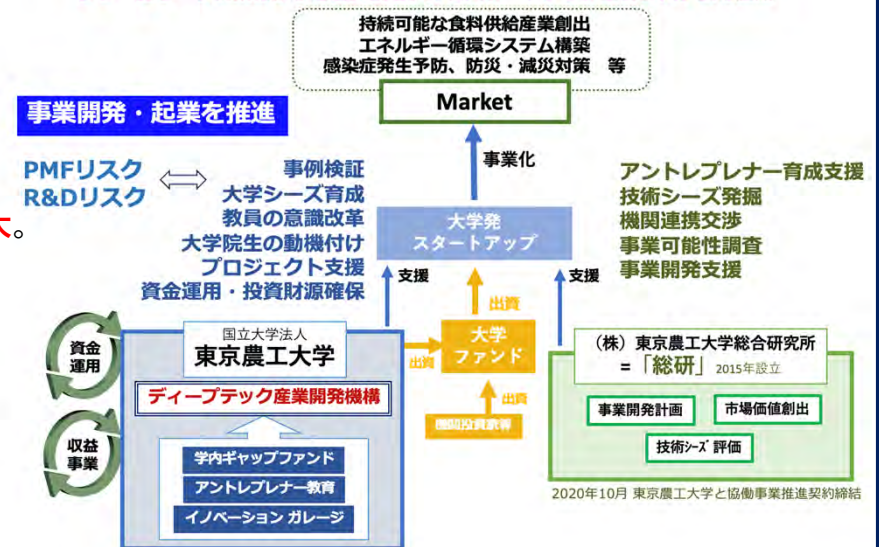 持続可能な食料供給産業創出
エネルギー循環システム構築
感染症発生予防、防災・減災対策 等
Market
事業開発・起業を推進
事業化
PMFリスク
R&Dリスク
大。
事例検証
大学シーズ育成
教員の意識改革
大学院生の動機付け
プロジェクト支援
資金運用・投資財源確保
大学発
スタートアップ
アントレプレナー育成支援
技術シーズ発掘
機関連携交渉
事業可能性調査
事業開発支援
支援
出資
支援
資金
運用
収益
事業
国立大学法人
東京農工大学
ディープテック産業開発機構
学内ギャップファンド
アントレプレナー教育
イノベーション ガレージ
出資
大学
ファンド
出資
(株)東京農工大学総合研究所
=「総研」 2015年設立
事業開発計画
市場価値創出
技術シーズ 評価
2020年10月 東京農工大学と協働事業推進契約締結